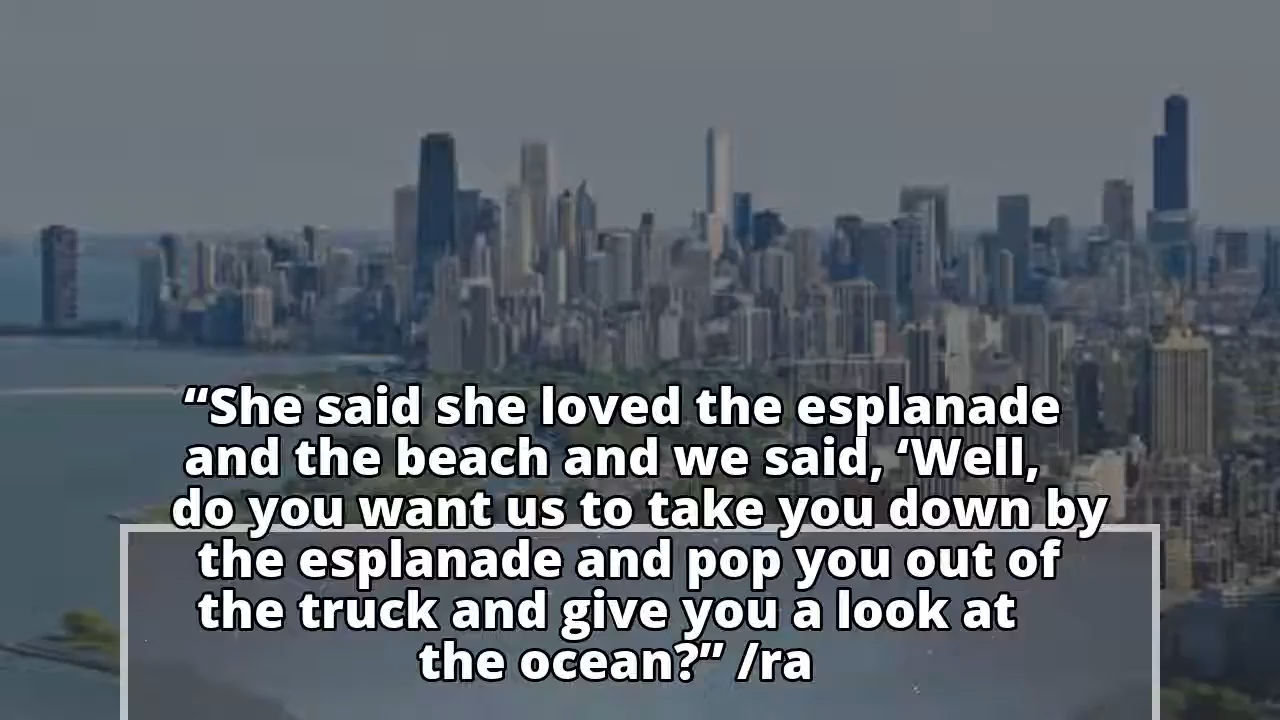 “She said she loved the esplanade
and the beach and we said, ‘Well,
do you want us to take you down by
the esplanade and pop you out of
the truck and give you a look at
the ocean?” /ra